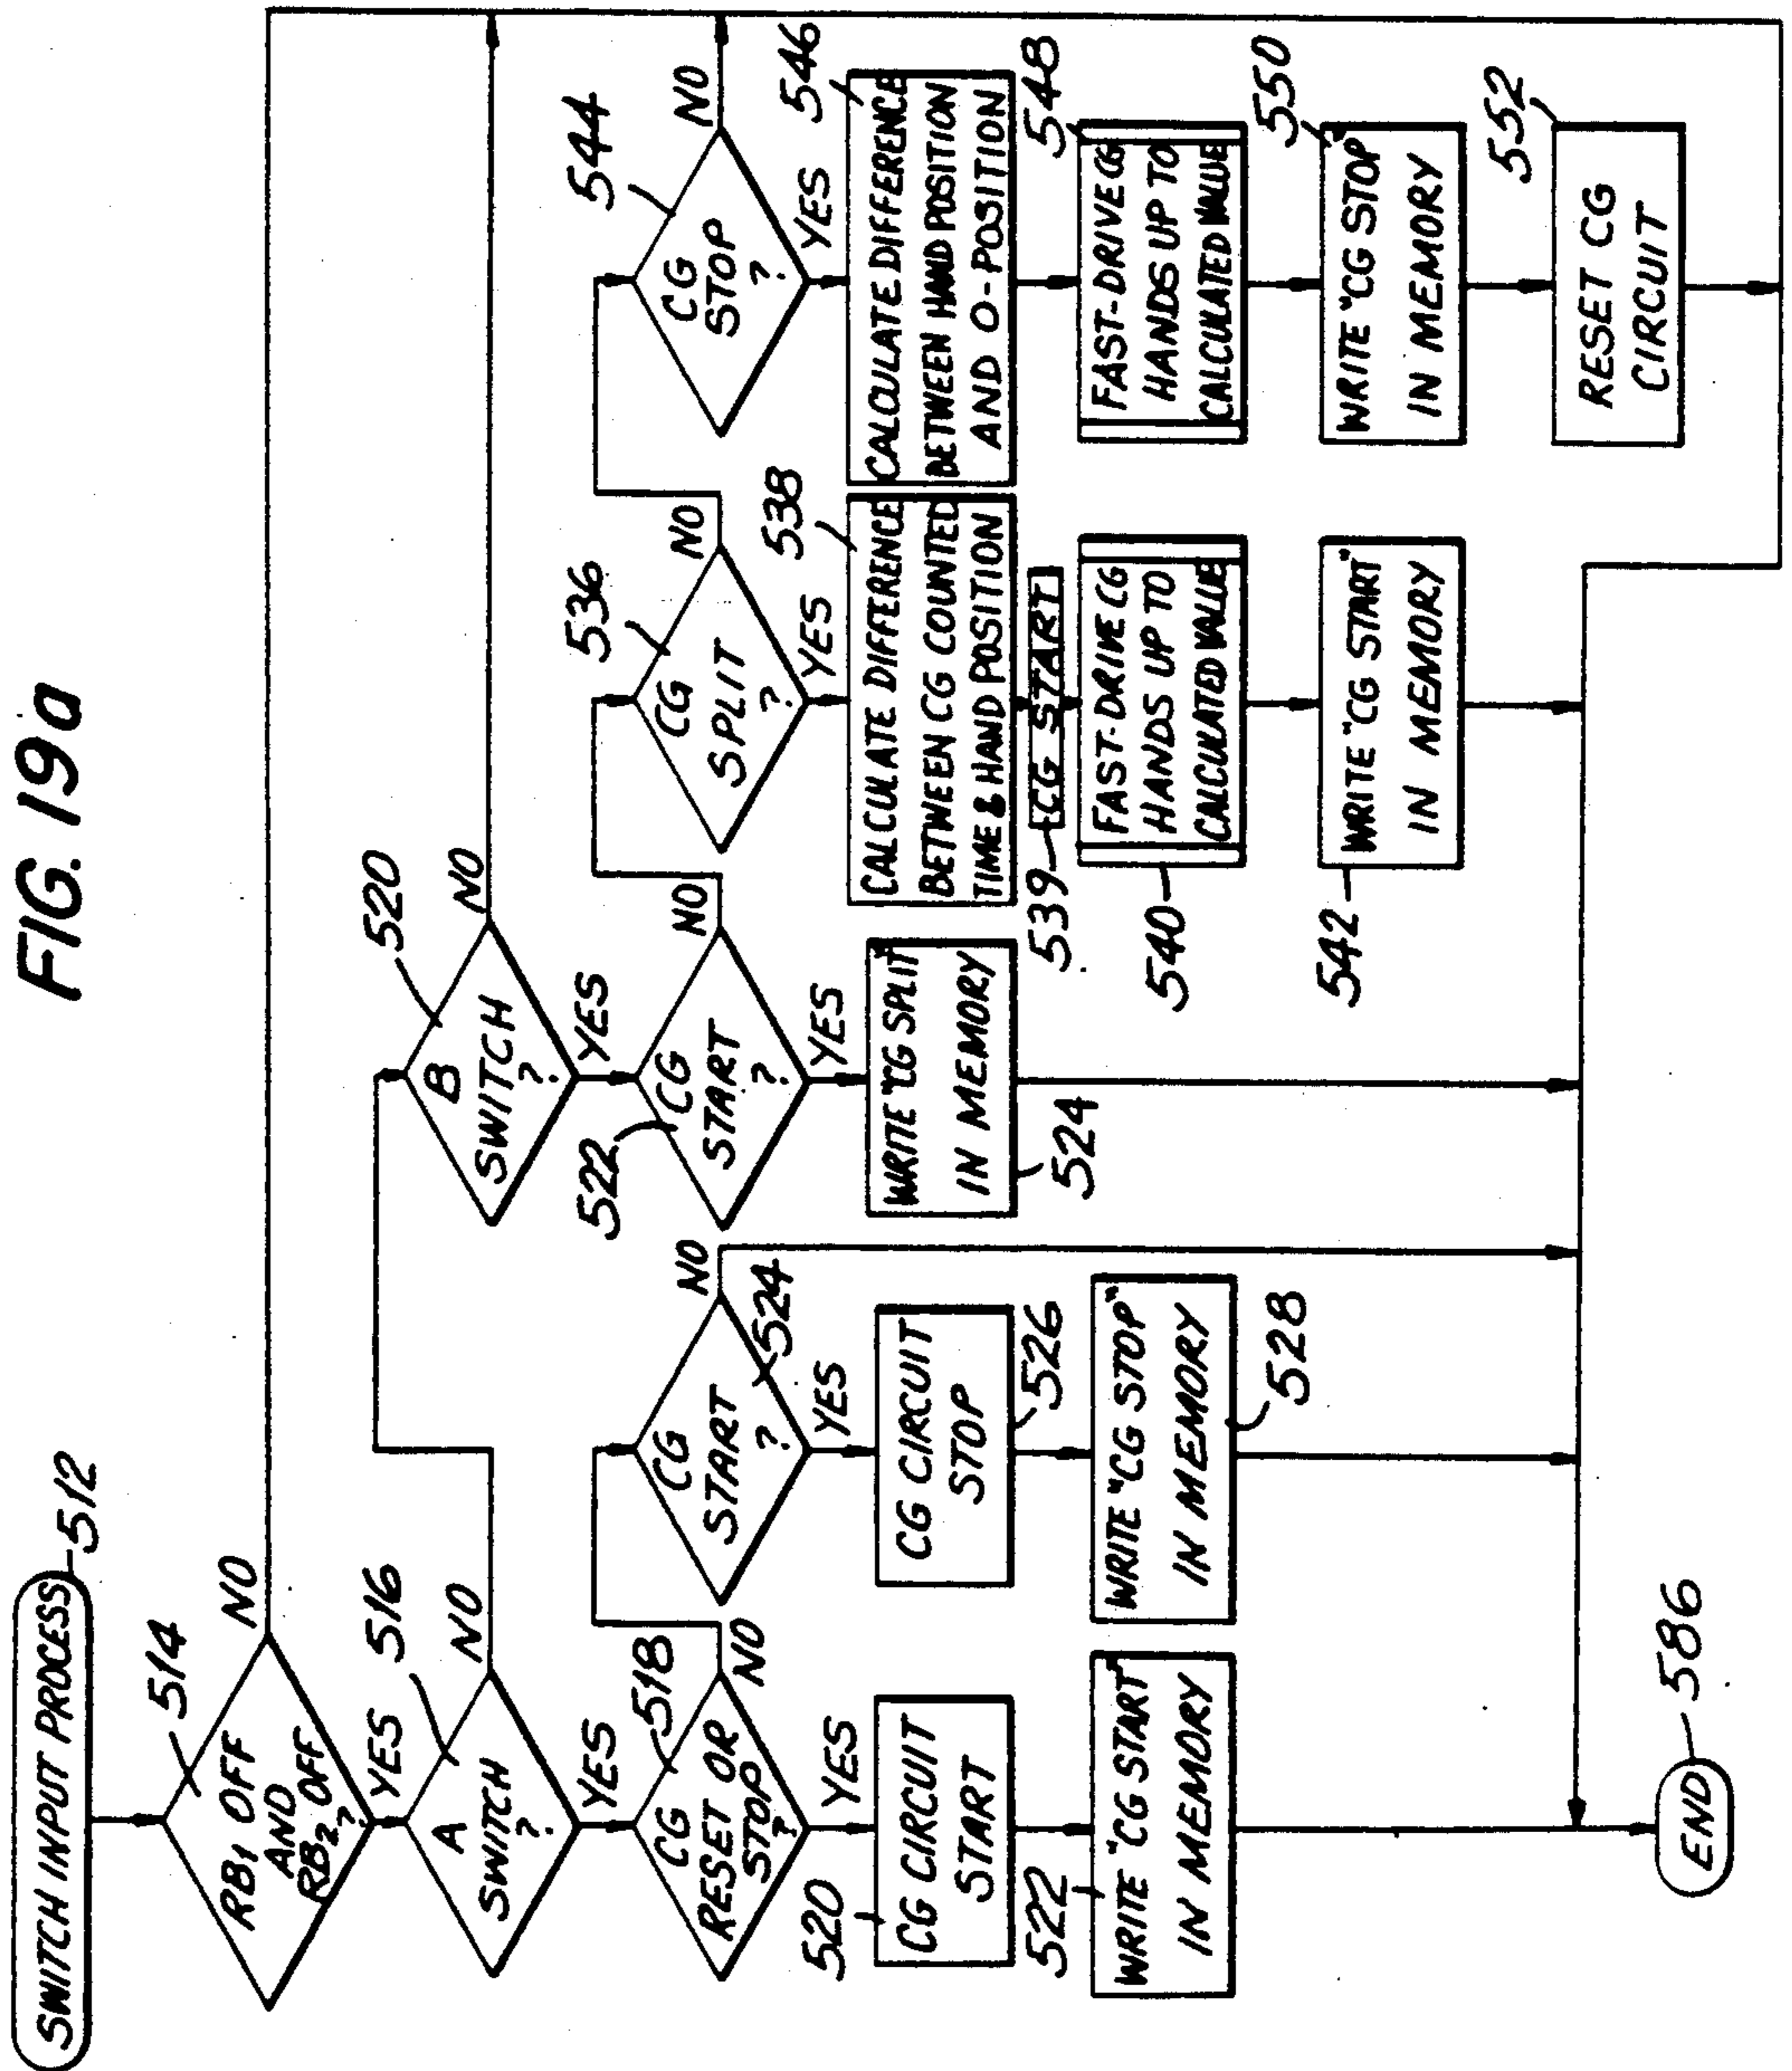 FIG. 19a
SWITCH INPUT PROCESS
512
514
RB1 OFF
AND
RB2 OFF
?
NO
YES
516
A
SWITCH
?
NO
YES
518
CG
RESET OR
STOP
?
NO
YES
520
CG CIRCUIT
START
522
WRITE "CG START"
IN MEMORY
CG
START
?
524
NO
YES
CG CIRCUIT
STOP
526
WRITE "CG STOP"
IN MEMORY
528
520
B
SWITCH
?
NO
YES
522
CG
START
?
NO
YES
WRITE "CG SPLIT"
IN MEMORY
524
536
CG
SPLIT
?
NO
YES
538
CALCULATE DIFFERENCE
BETWEEN CG COUNTED
TIME & HAND POSITION
539
CG START
540
FAST-DRIVE CG
HANDS UP TO
CALCULATED VALUE
542
WRITE "CG START"
IN MEMORY
544
CG
STOP
?
NO
YES
546
CALCULATE DIFFERENCE
BETWEEN HAND POSITION
AND O-POSITION
548
FAST-DRIVE CG
HANDS UP TO
CALCULATED VALUE
550
WRITE "CG STOP"
IN MEMORY
552
RESET CG
CIRCUIT
END
586